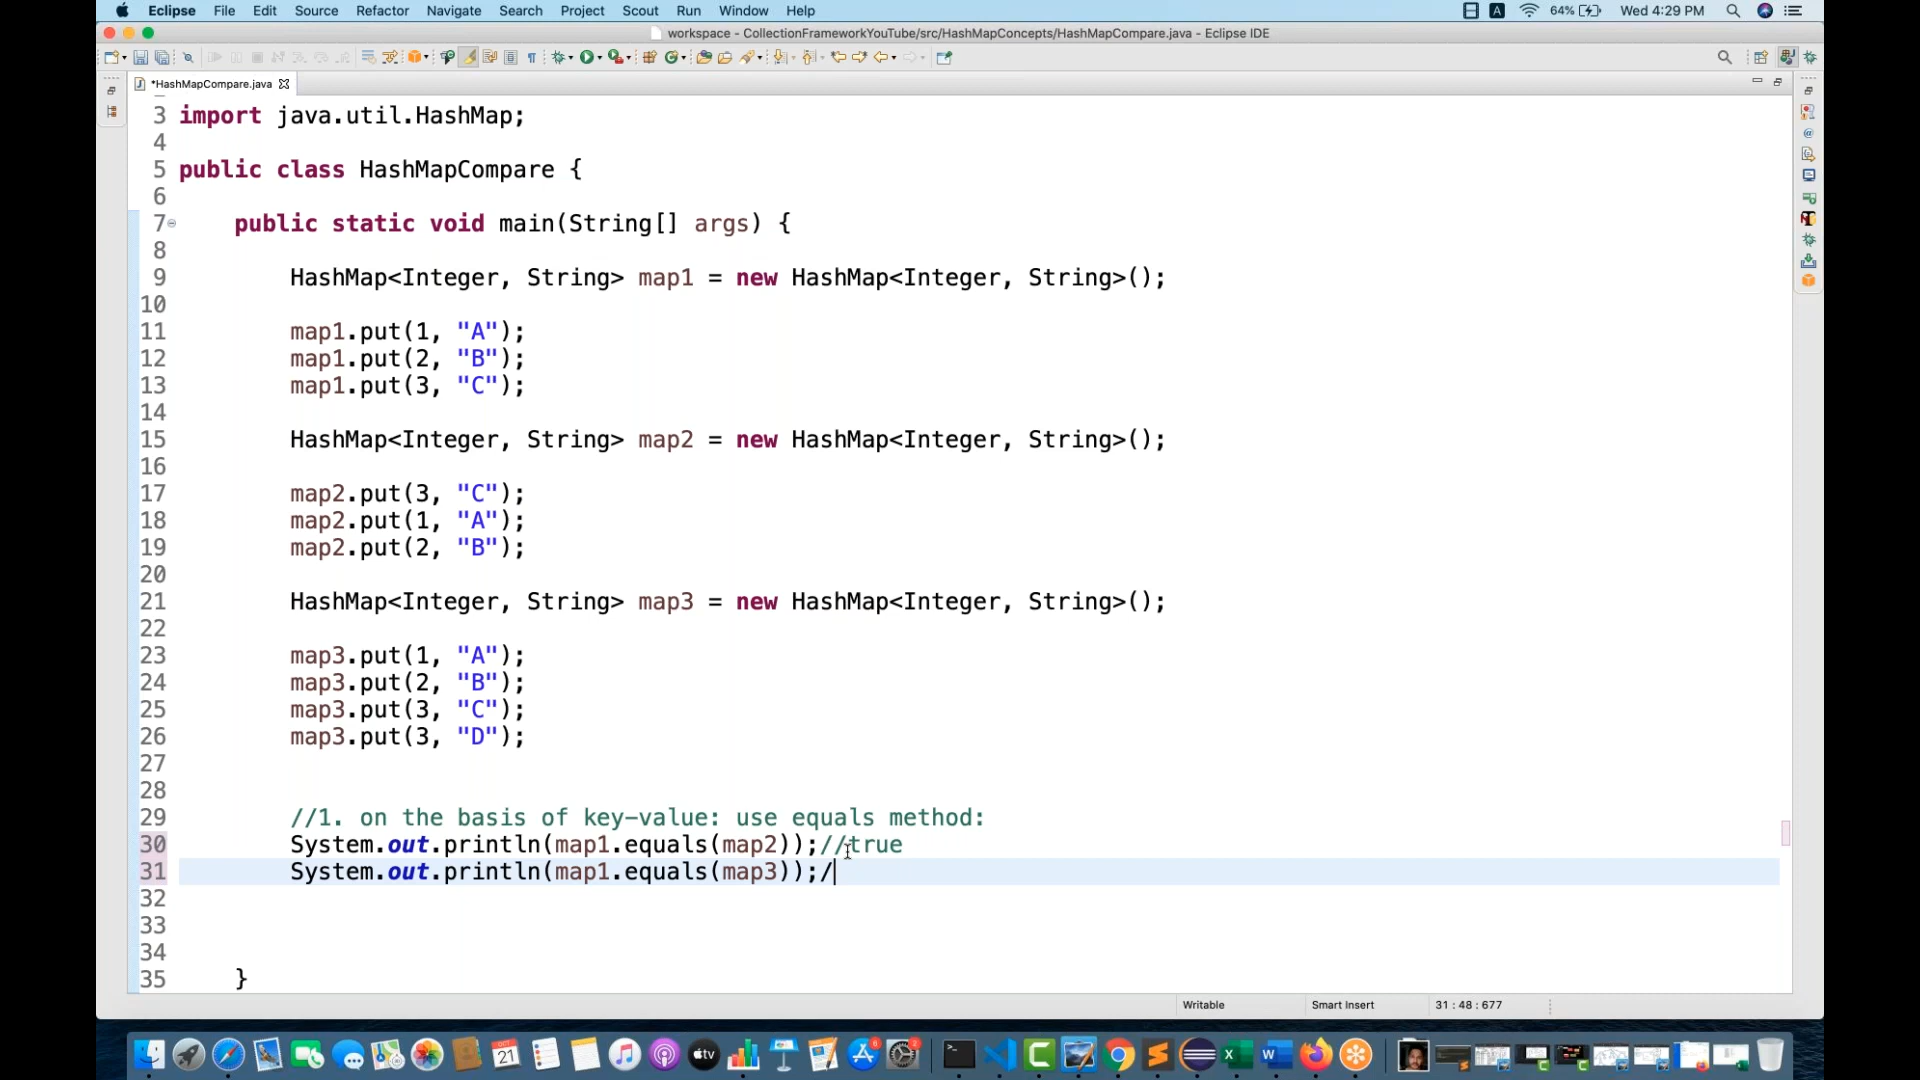 Eclipse File Edit Source Refactor Navigate Search Project Scout Run Window Help 64% Wed 4:29 PM
workspace - CollectionFrameworkYouTube/src/HashMapConcepts/HashMapCompare.java - Eclipse IDE
*HashMapCompare.java
3 import java.util.HashMap;
4
5 public class HashMapCompare {
6
7 public static void main(String[] args) {
8
9 HashMap<Integer, String> map1 = new HashMap<Integer, String>();
10
11 map1.put(1, "A");
12 map1.put(2, "B");
13 map1.put(3, "C");
14
15 HashMap<Integer, String> map2 = new HashMap<Integer, String>();
16
17 map2.put(3, "C");
18 map2.put(1, "A");
19 map2.put(2, "B");
20
21 HashMap<Integer, String> map3 = new HashMap<Integer, String>();
22
23 map3.put(1, "A");
24 map3.put(2, "B");
25 map3.put(3, "C");
26 map3.put(3, "D");
27
28
29 //1. on the basis of key-value: use equals method:
30 System.out.println(map1.equals(map2));//true
31 System.out.println(map1.equals(map3));/
32
33
34
35 }
Writable Smart Insert 31 : 48 : 677